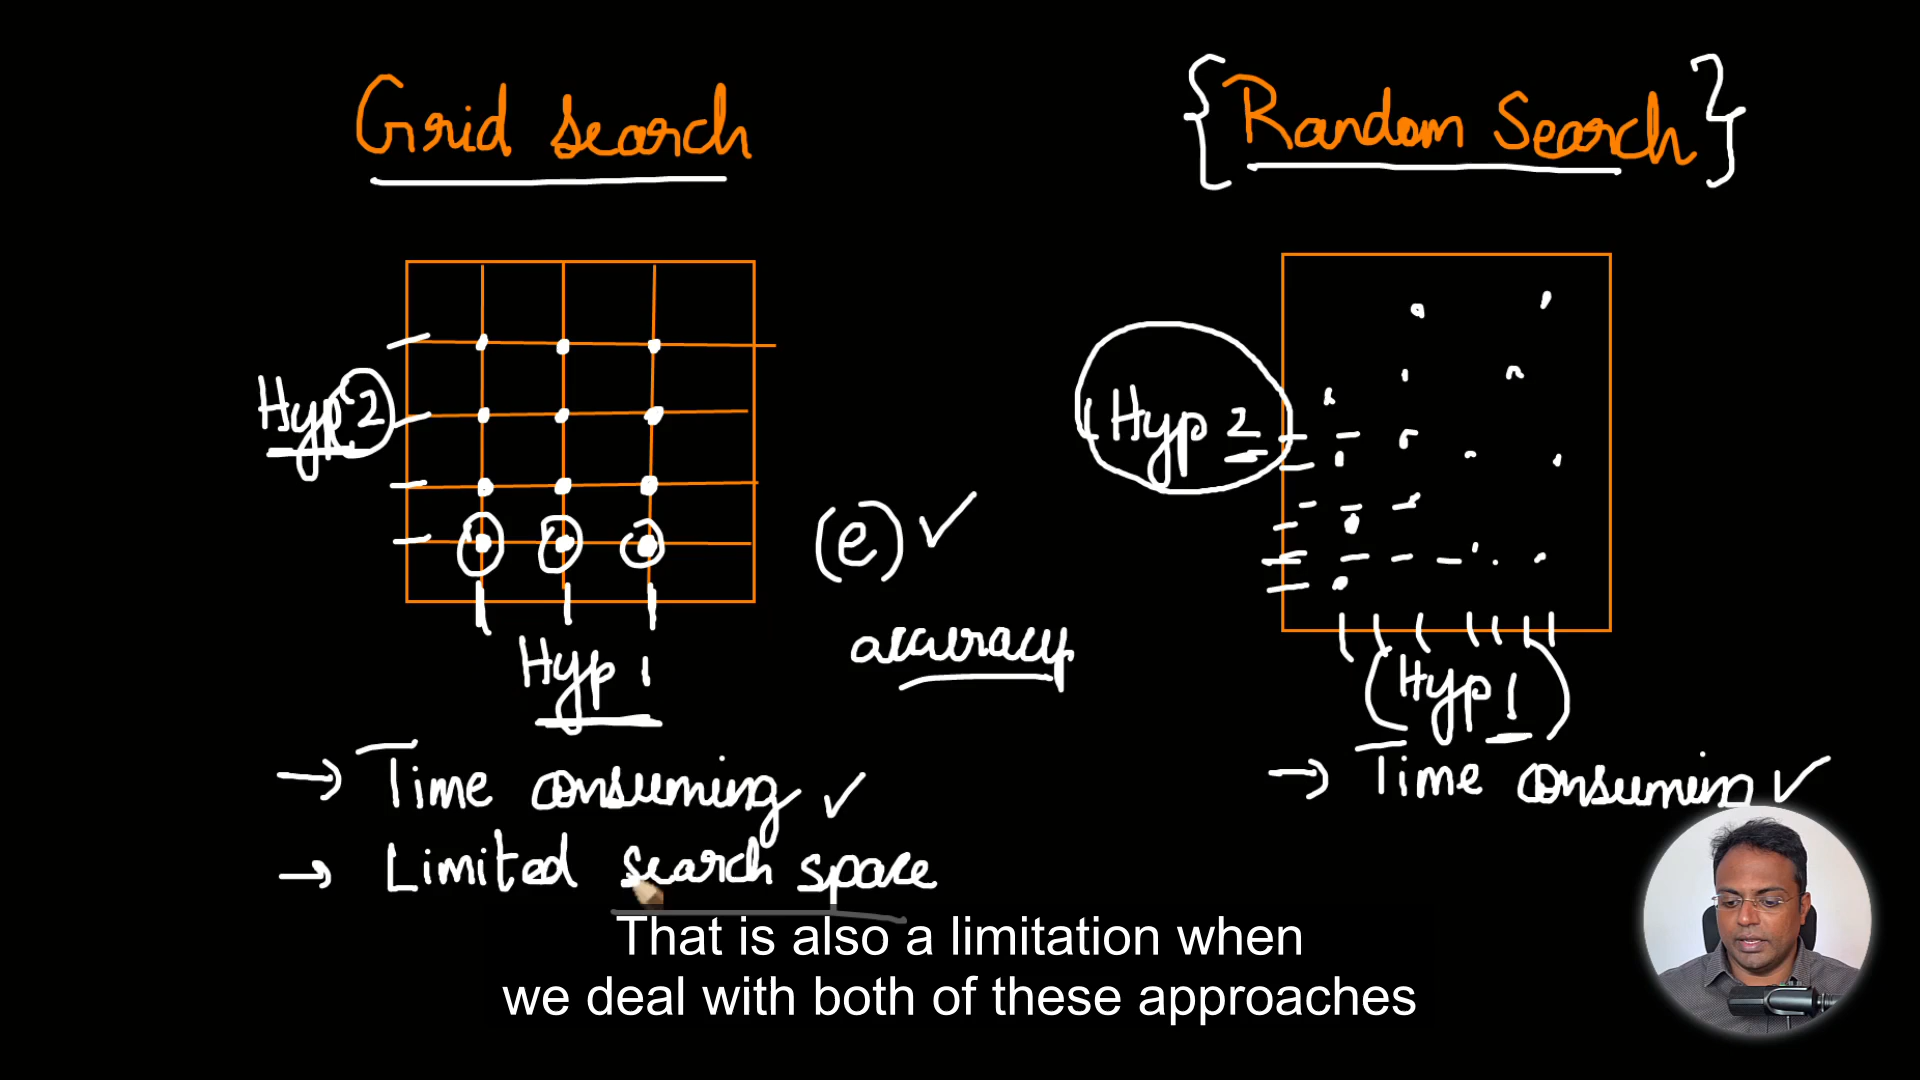 Grid Search
{Random Search}
Hyp 2
Hyp 2
(e) ✓
accuracy
Hyp 1
(Hyp 1)
→ Time consuming ✓
→ Time consuming ✓
→ Limited search space
That is also a limitation when
we deal with both of these approaches